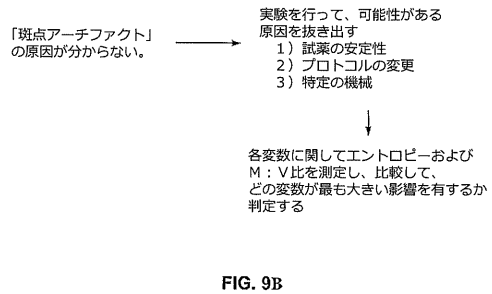 「斑点アーチファクト」
の原因が分からない。
実験を行って、可能性がある
原因を抜き出す
1）試薬の安定性
2）プロトコルの変更
3）特定の機械
各変数に関してエントロピーおよび
M：V比を測定し、比較して、
どの変数が最も大きい影響を有するか
判定する
FIG. 9B